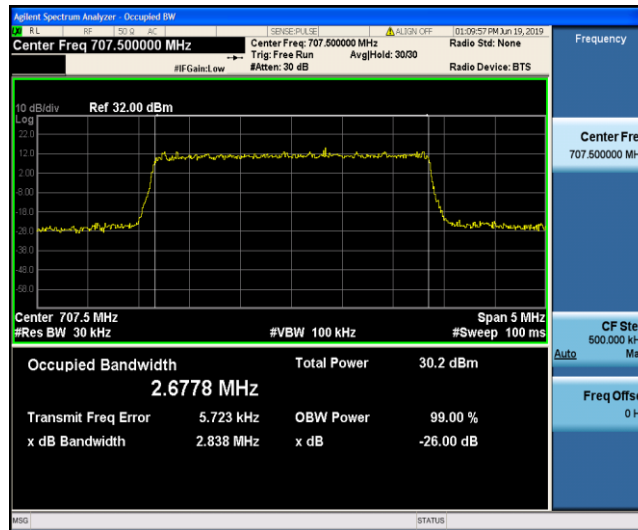 Agilent Spectrum Analyzer - Occupied BW
RL RF 50 Ω AC SENSE:PULSE ALIGN OFF 01:09:57 PM Jun 19, 2019
Center Freq 707.500000 MHz Center Freq: 707.500000 MHz Radio Std: None
Trig: Free Run Avg|Hold: 30/30
#IFGain:Low #Atten: 30 dB Radio Device: BTS
10 dB/div Ref 32.00 dBm
Log
22.0
12.0
2.00
-8.00
-18.0
-28.0
-38.0
-48.0
-58.0
Center 707.5 MHz Span 5 MHz
#Res BW 30 kHz #VBW 100 kHz #Sweep 100 ms
Occupied Bandwidth Total Power 30.2 dBm
2.6778 MHz
Transmit Freq Error 5.723 kHz OBW Power 99.00 %
x dB Bandwidth 2.838 MHz x dB -26.00 dB
MSG STATUS
Frequency
Center Fre
707.500000 MH
CF Ste
500.000 kH
Auto Ma
Freq Offse
0 H